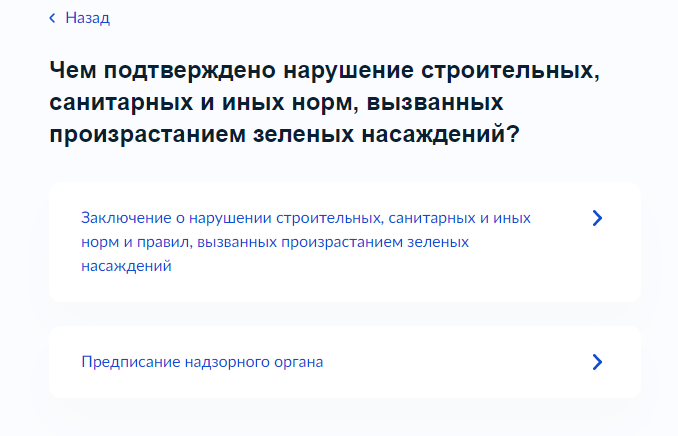 Назад
Чем подтверждено нарушение строительных,
санитарных и иных норм, вызванных
произрастанием зеленых насаждений?
Заключение о нарушении строительных, санитарных и иных
норм и правил, вызванных произрастанием зеленых
насаждений
Предписание надзорного органа